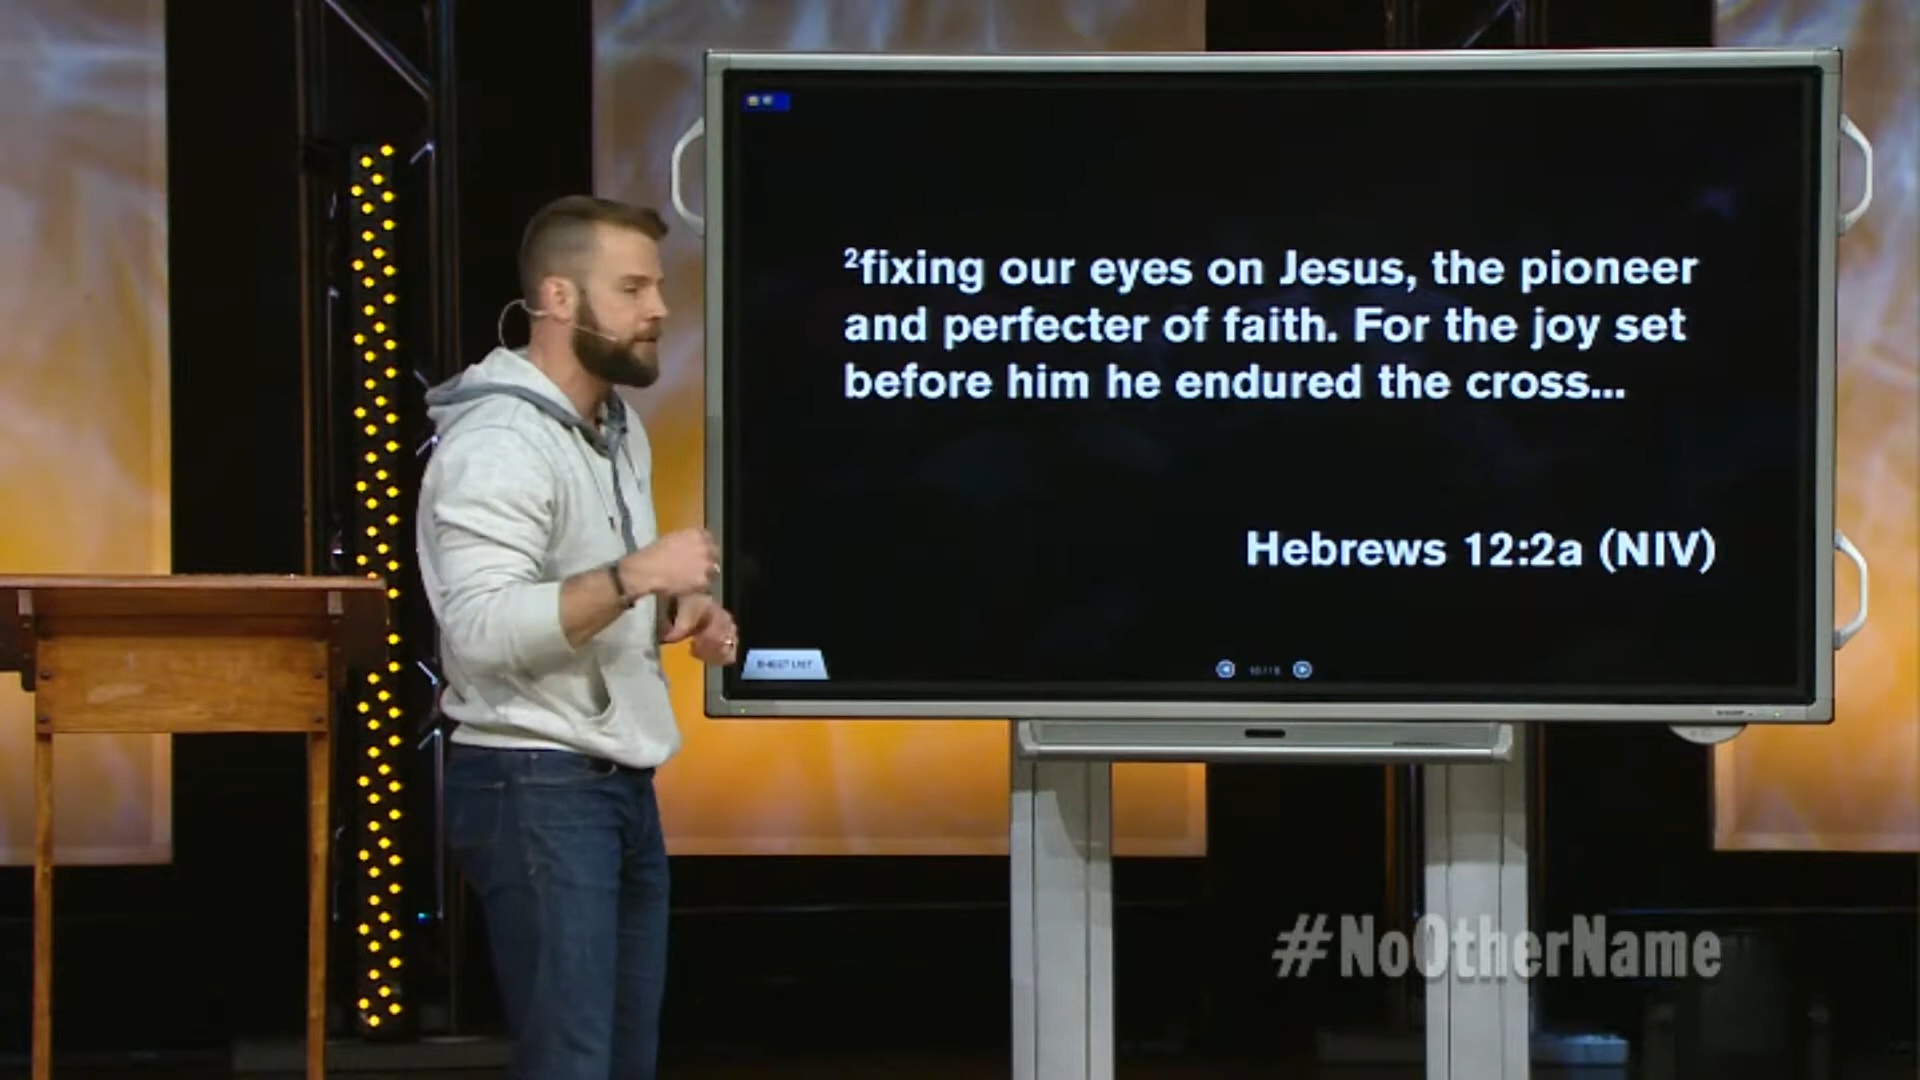 ²fixing our eyes on Jesus, the pioneer
and perfecter of faith. For the joy set
before him he endured the cross...
Hebrews 12:2a (NIV)
#NoOtherName